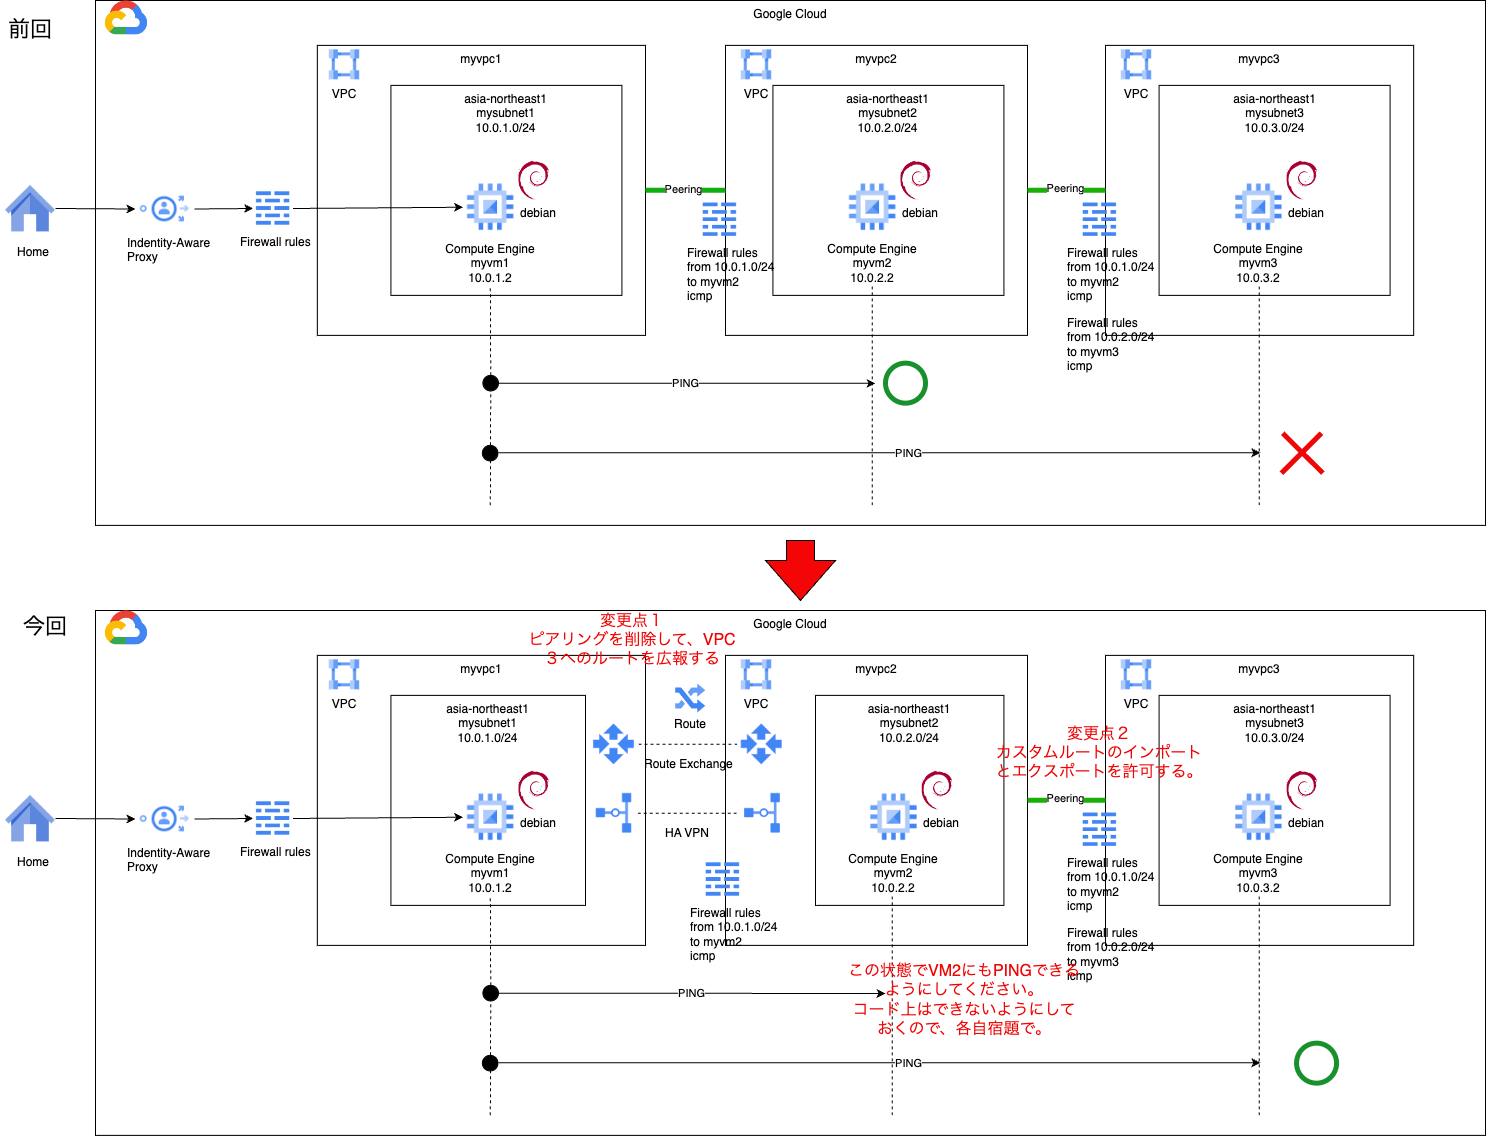 前回
Google Cloud
myvpc1
VPC
asia-northeast1
mysubnet1
10.0.1.0/24
debian
Compute Engine
myvm1
10.0.1.2
myvpc2
VPC
asia-northeast1
mysubnet2
10.0.2.0/24
debian
Compute Engine
myvm2
10.0.2.2
myvpc3
VPC
asia-northeast1
mysubnet3
10.0.3.0/24
debian
Compute Engine
myvm3
10.0.3.2
Home
Indentity-Aware
Proxy
Firewall rules
Peering
Firewall rules
from 10.0.1.0/24
to myvm2
icmp
Peering
Firewall rules
from 10.0.1.0/24
to myvm2
icmp
Firewall rules
from 10.0.2.0/24
to myvm3
icmp
PING
PING
今回
Google Cloud
変更点１
ピアリングを削除して、VPC
３へのルートを広報する
myvpc1
VPC
asia-northeast1
mysubnet1
10.0.1.0/24
debian
Compute Engine
myvm1
10.0.1.2
Route
Route Exchange
HA VPN
Firewall rules
from 10.0.1.0/24
to myvm2
icmp
myvpc2
VPC
asia-northeast1
mysubnet2
10.0.2.0/24
debian
Compute Engine
myvm2
10.0.2.2
変更点２
カスタムルートのインポート
とエクスポートを許可する。
Peering
Firewall rules
from 10.0.1.0/24
to myvm2
icmp
Firewall rules
from 10.0.2.0/24
to myvm3
icmp
myvpc3
VPC
asia-northeast1
mysubnet3
10.0.3.0/24
debian
Compute Engine
myvm3
10.0.3.2
Home
Indentity-Aware
Proxy
Firewall rules
PING
この状態でVM2にもPINGできる
ようにしてください。
コード上はできないようにして
おくので、各自宿題で。
PING